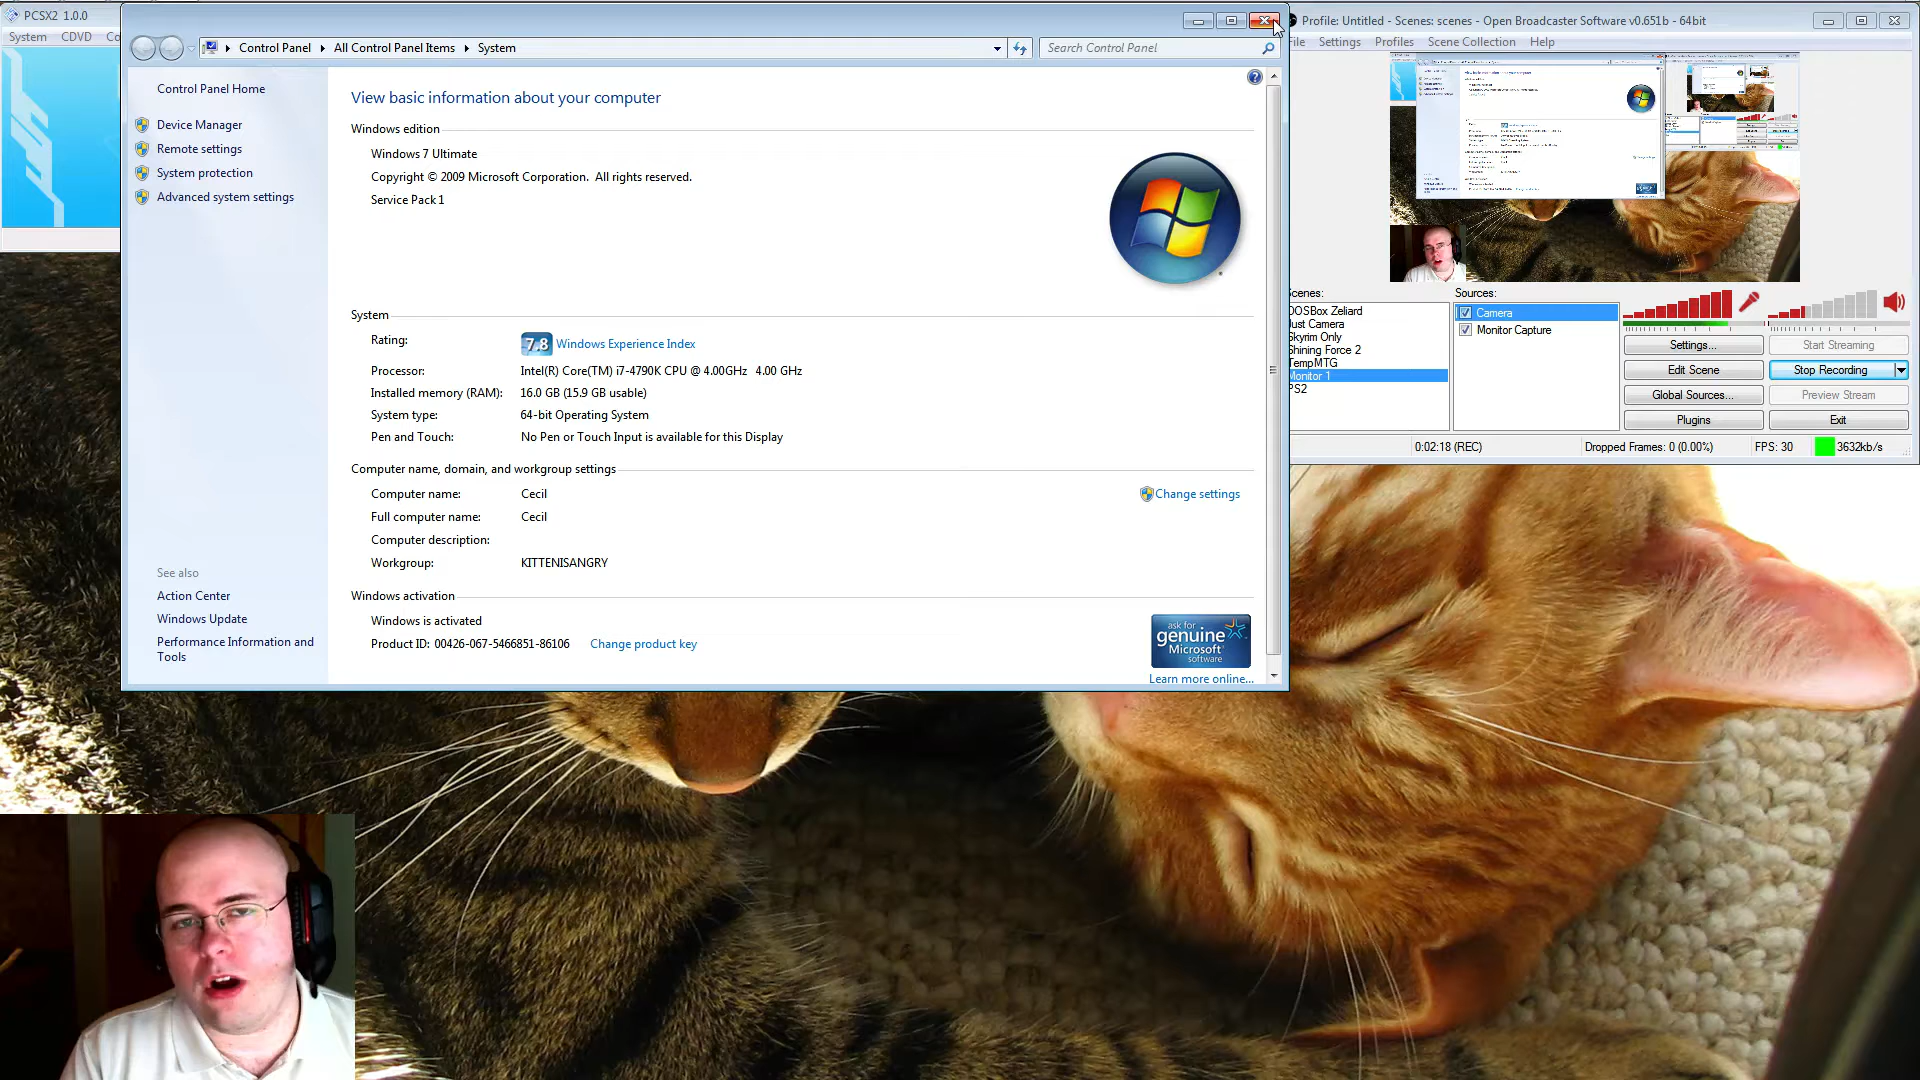 PCSX2 1.0.0
System CDVD Co
Control Panel All Control Panel Items System
Search Control Panel
Control Panel Home
Device Manager
Remote settings
System protection
Advanced system settings
See also
Action Center
Windows Update
Performance Information and
Tools
View basic information about your computer
Windows edition
Windows 7 Ultimate
Copyright © 2009 Microsoft Corporation. All rights reserved.
Service Pack 1
System
Rating: 7.8 Windows Experience Index
Processor: Intel(R) Core(TM) i7-4790K CPU @ 4.00GHz 4.00 GHz
Installed memory (RAM): 16.0 GB (15.9 GB usable)
System type: 64-bit Operating System
Pen and Touch: No Pen or Touch Input is available for this Display
Computer name, domain, and workgroup settings
Computer name: Cecil
Change settings
Full computer name: Cecil
Computer description:
Workgroup: KITTENISANGRY
Windows activation
Windows is activated
Product ID: 00426-067-5466851-86106 Change product key
ask for
genuine
Microsoft
software
Learn more online...
Profile: Untitled - Scenes: scenes - Open Broadcaster Software v0.651b - 64bit
File Settings Profiles Scene Collection Help
cenes:
DOSBox Zeliard
Just Camera
Skyrim Only
Shining Force 2
TempMTG
Monitor 1
PS2
Sources:
Camera
Monitor Capture
Settings... Start Streaming
Edit Scene Stop Recording
Global Sources... Preview Stream
Plugins Exit
0:02:18 (REC) Dropped Frames: 0 (0.00%) FPS: 30 3632kb/s